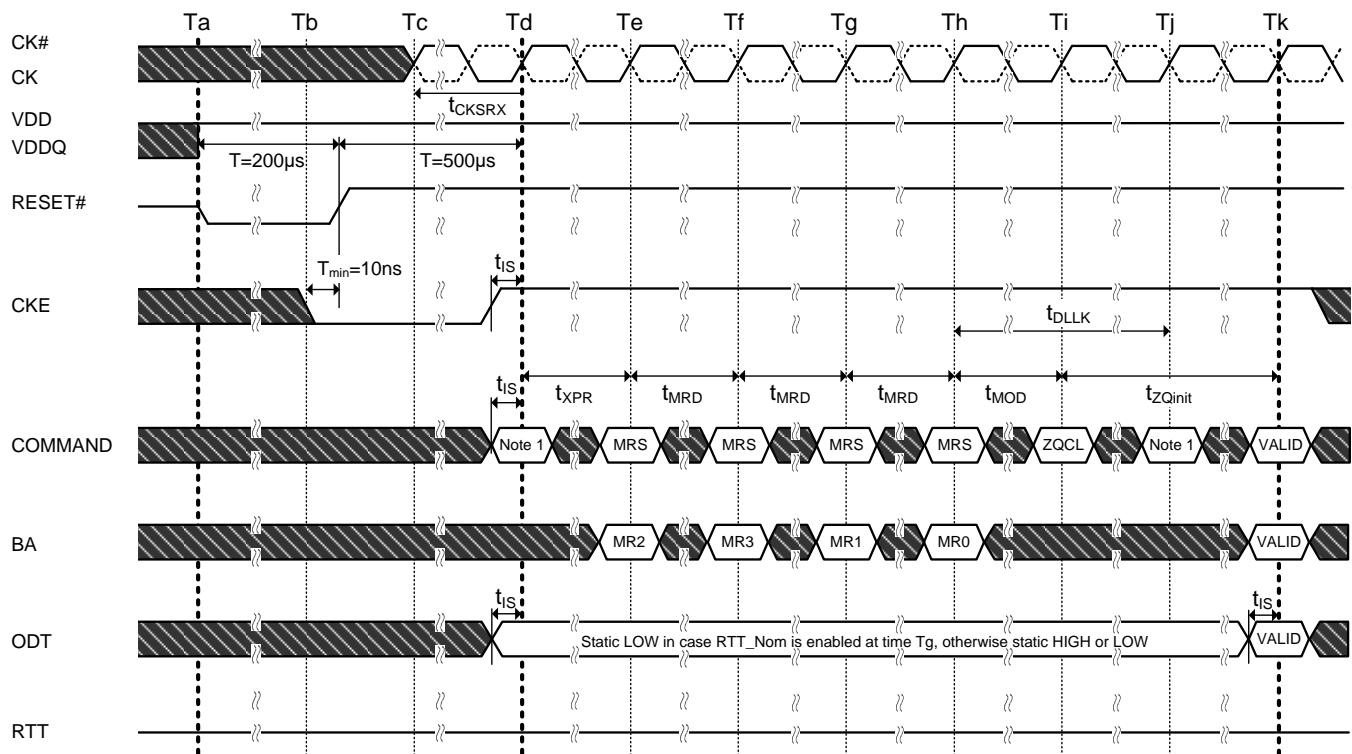 Ta Tb Tc Td Te Tf Tg Th Ti Tj Tk
CK#
CK
tCKSRX
VDD
VDDQ
T=200µs T=500µs
RESET#
Tmin=10ns tIS
CKE
tDLLK
tIS tXPR tMRD tMRD tMRD tMOD tZQinit
COMMAND Note 1 MRS MRS MRS MRS ZQCL Note 1 VALID
BA MR2 MR3 MR1 MR0 VALID
tIS tIS
ODT Static LOW in case RTT_Nom is enabled at time Tg, otherwise static HIGH or LOW VALID
RTT